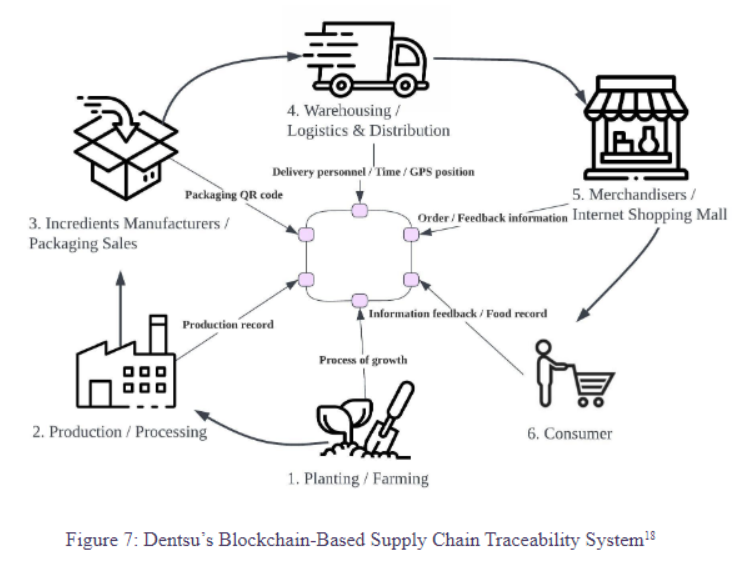 4. Warehousing /
Logistics & Distribution
Delivery personnel / Time / GPS position
Packaging QR code
5. Merchandisers /
Internet Shopping Mall
Order / Feedback information
3. Incredients Manufacturers /
Packaging Sales
Information feedback / Food record
Production record
Process of growth
2. Production / Processing
6. Consumer
1. Planting / Farming
Figure 7: Dentsu's Blockchain-Based Supply Chain Traceability System18